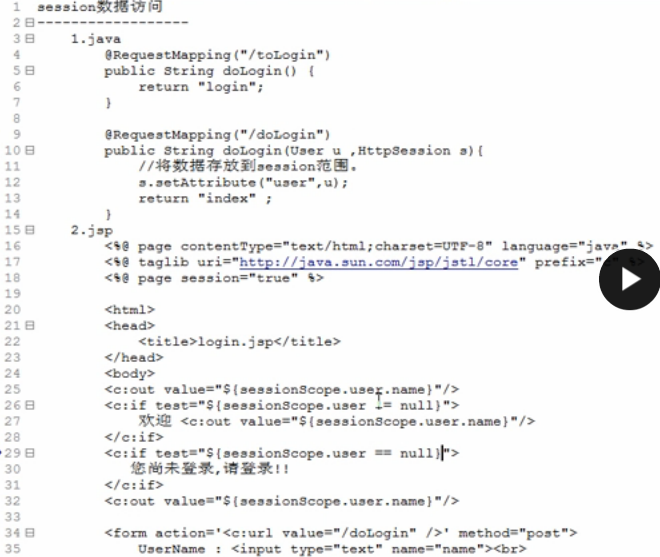 1 session数据访问
2 ------------------
3 1.java
4 @RequestMapping("/toLogin")
5 public String doLogin() {
6 return "login";
7 }
8
9 @RequestMapping("/doLogin")
10 public String doLogin(User u ,HttpSession s){
11 //将数据存放到session范围。
12 s.setAttribute("user",u);
13 return "index" ;
14 }
15 2.jsp
16 <%@ page contentType="text/html;charset=UTF-8" language="java" %>
17 <%@ taglib uri="http://java.sun.com/jsp/jstl/core" prefix=
18 <%@ page session="true" %>
19
20 <html>
21 <head>
22 <title>login.jsp</title>
23 </head>
24 <body>
25 <c:out value="${sessionScope.user.name}"/>
26 <c:if test="${sessionScope.user != null}">
27 欢迎 <c:out value="${sessionScope.user.name}"/>
28 </c:if>
29 <c:if test="${sessionScope.user == null}">
30 您尚未登录,请登录!!
31 </c:if>
32 <c:out value="${sessionScope.user.name}"/>
33
34 <form action='<c:url value="/doLogin" />' method="post">
35 UserName : <input type="text" name="name"><br>